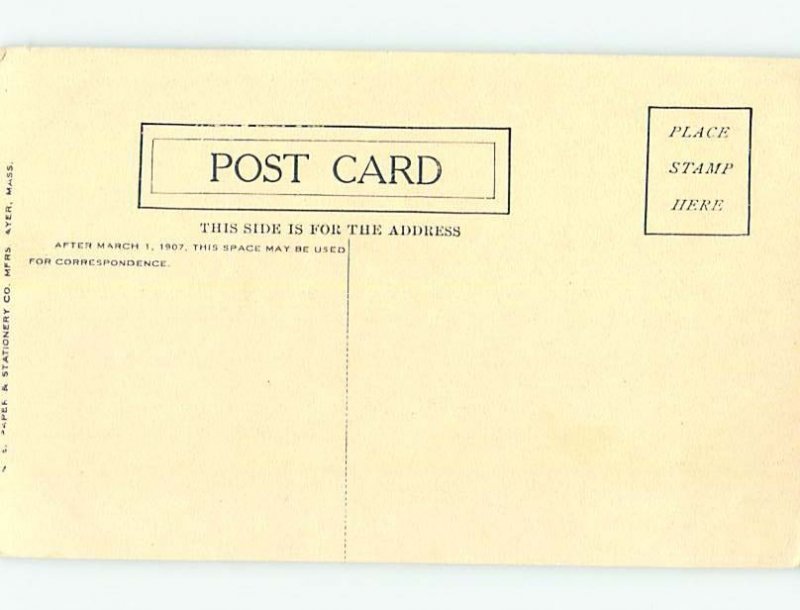 POST CARD
PLACE
STAMP
HERE
THIS SIDE IS FOR THE ADDRESS
AFTER MARCH 1, 1907, THIS SPACE MAY BE USED
FOR CORRESPONDENCE.
PAPER & STATIONERY CO. MFRS AYER, MASS.